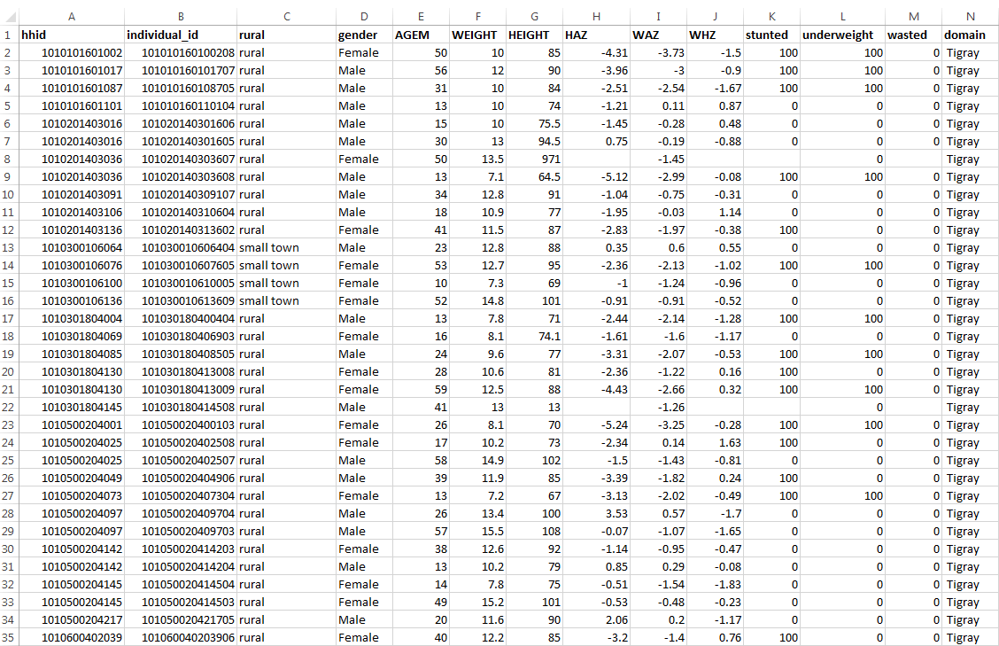 A B C D E F G H I J K L M N
1 hhid individual_id rural gender AGEM WEIGHT HEIGHT HAZ WAZ WHZ stunted underweight wasted domain
2 1010101601002 101010160100208 rural Female 50 10 85 -4.31 -3.73 -1.5 100 100 0 Tigray
3 1010101601017 101010160101707 rural Male 56 12 90 -3.96 -3 -0.9 100 100 0 Tigray
4 1010101601087 101010160108705 rural Male 31 10 84 -2.51 -2.54 -1.67 100 100 0 Tigray
5 1010101601101 101010160110104 rural Male 13 10 74 -1.21 0.11 0.87 0 0 0 Tigray
6 1010201403016 101020140301606 rural Male 15 10 75.5 -1.45 -0.28 0.48 0 0 0 Tigray
7 1010201403016 101020140301605 rural Male 30 13 94.5 0.75 -0.19 -0.88 0 0 0 Tigray
8 1010201403036 101020140303607 rural Female 50 13.5 971 -1.45 0 Tigray
9 1010201403036 101020140303608 rural Male 13 7.1 64.5 -5.12 -2.99 -0.08 100 100 0 Tigray
10 1010201403091 101020140309107 rural Male 34 12.8 91 -1.04 -0.75 -0.31 0 0 0 Tigray
11 1010201403106 101020140310604 rural Male 18 10.9 77 -1.95 -0.03 1.14 0 0 0 Tigray
12 1010201403136 101020140313602 rural Female 41 11.5 87 -2.83 -1.97 -0.38 100 0 0 Tigray
13 1010300106064 101030010606404 small town Male 23 12.8 88 0.35 0.6 0.55 0 0 0 Tigray
14 1010300106076 101030010607605 small town Female 53 12.7 95 -2.36 -2.13 -1.02 100 100 0 Tigray
15 1010300106100 101030010610005 small town Female 10 7.3 69 -1 -1.24 -0.96 0 0 0 Tigray
16 1010300106136 101030010613609 small town Female 52 14.8 101 -0.91 -0.91 -0.52 0 0 0 Tigray
17 1010301804004 101030180400404 rural Male 13 7.8 71 -2.44 -2.14 -1.28 100 100 0 Tigray
18 1010301804069 101030180406903 rural Female 16 8.1 74.1 -1.61 -1.6 -1.17 0 0 0 Tigray
19 1010301804085 101030180408505 rural Male 24 9.6 77 -3.31 -2.07 -0.53 100 100 0 Tigray
20 1010301804130 101030180413008 rural Female 28 10.6 81 -2.36 -1.22 0.16 100 0 0 Tigray
21 1010301804130 101030180413009 rural Female 59 12.5 88 -4.43 -2.66 0.32 100 100 0 Tigray
22 1010301804145 101030180414508 rural Male 41 13 13 -1.26 0 Tigray
23 1010500204001 101050020400103 rural Female 26 8.1 70 -5.24 -3.25 -0.28 100 100 0 Tigray
24 1010500204025 101050020402508 rural Female 17 10.2 73 -2.34 0.14 1.63 100 0 0 Tigray
25 1010500204025 101050020402507 rural Male 58 14.9 102 -1.5 -1.43 -0.81 0 0 0 Tigray
26 1010500204049 101050020404906 rural Male 39 11.9 85 -3.39 -1.82 0.24 100 0 0 Tigray
27 1010500204073 101050020407304 rural Female 13 7.2 67 -3.13 -2.02 -0.49 100 100 0 Tigray
28 1010500204097 101050020409704 rural Male 26 13.4 100 3.53 0.57 -1.7 0 0 0 Tigray
29 1010500204097 101050020409703 rural Male 57 15.5 108 -0.07 -1.07 -1.65 0 0 0 Tigray
30 1010500204142 101050020414203 rural Female 38 12.6 92 -1.14 -0.95 -0.47 0 0 0 Tigray
31 1010500204142 101050020414204 rural Male 13 10.2 79 0.85 0.29 -0.08 0 0 0 Tigray
32 1010500204145 101050020414504 rural Female 14 7.8 75 -0.51 -1.54 -1.83 0 0 0 Tigray
33 1010500204145 101050020414503 rural Female 49 15.2 101 -0.53 -0.48 -0.23 0 0 0 Tigray
34 1010500204217 101050020421705 rural Male 20 11.6 90 2.06 0.2 -1.17 0 0 0 Tigray
35 1010600402039 101060040203906 rural Female 40 12.2 85 -3.2 -1.4 0.76 100 0 0 Tigray